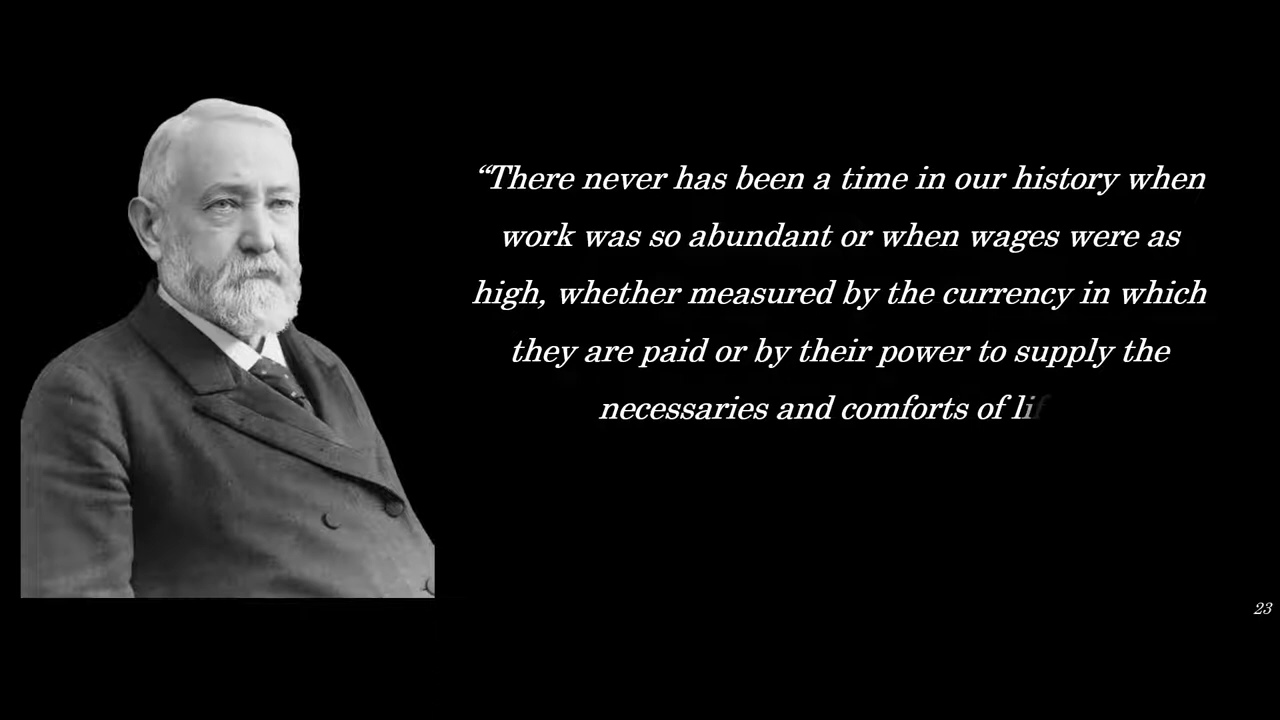 “There never has been a time in our history when
work was so abundant or when wages were as
high, whether measured by the currency in which
they are paid or by their power to supply the
necessaries and comforts of lif
23